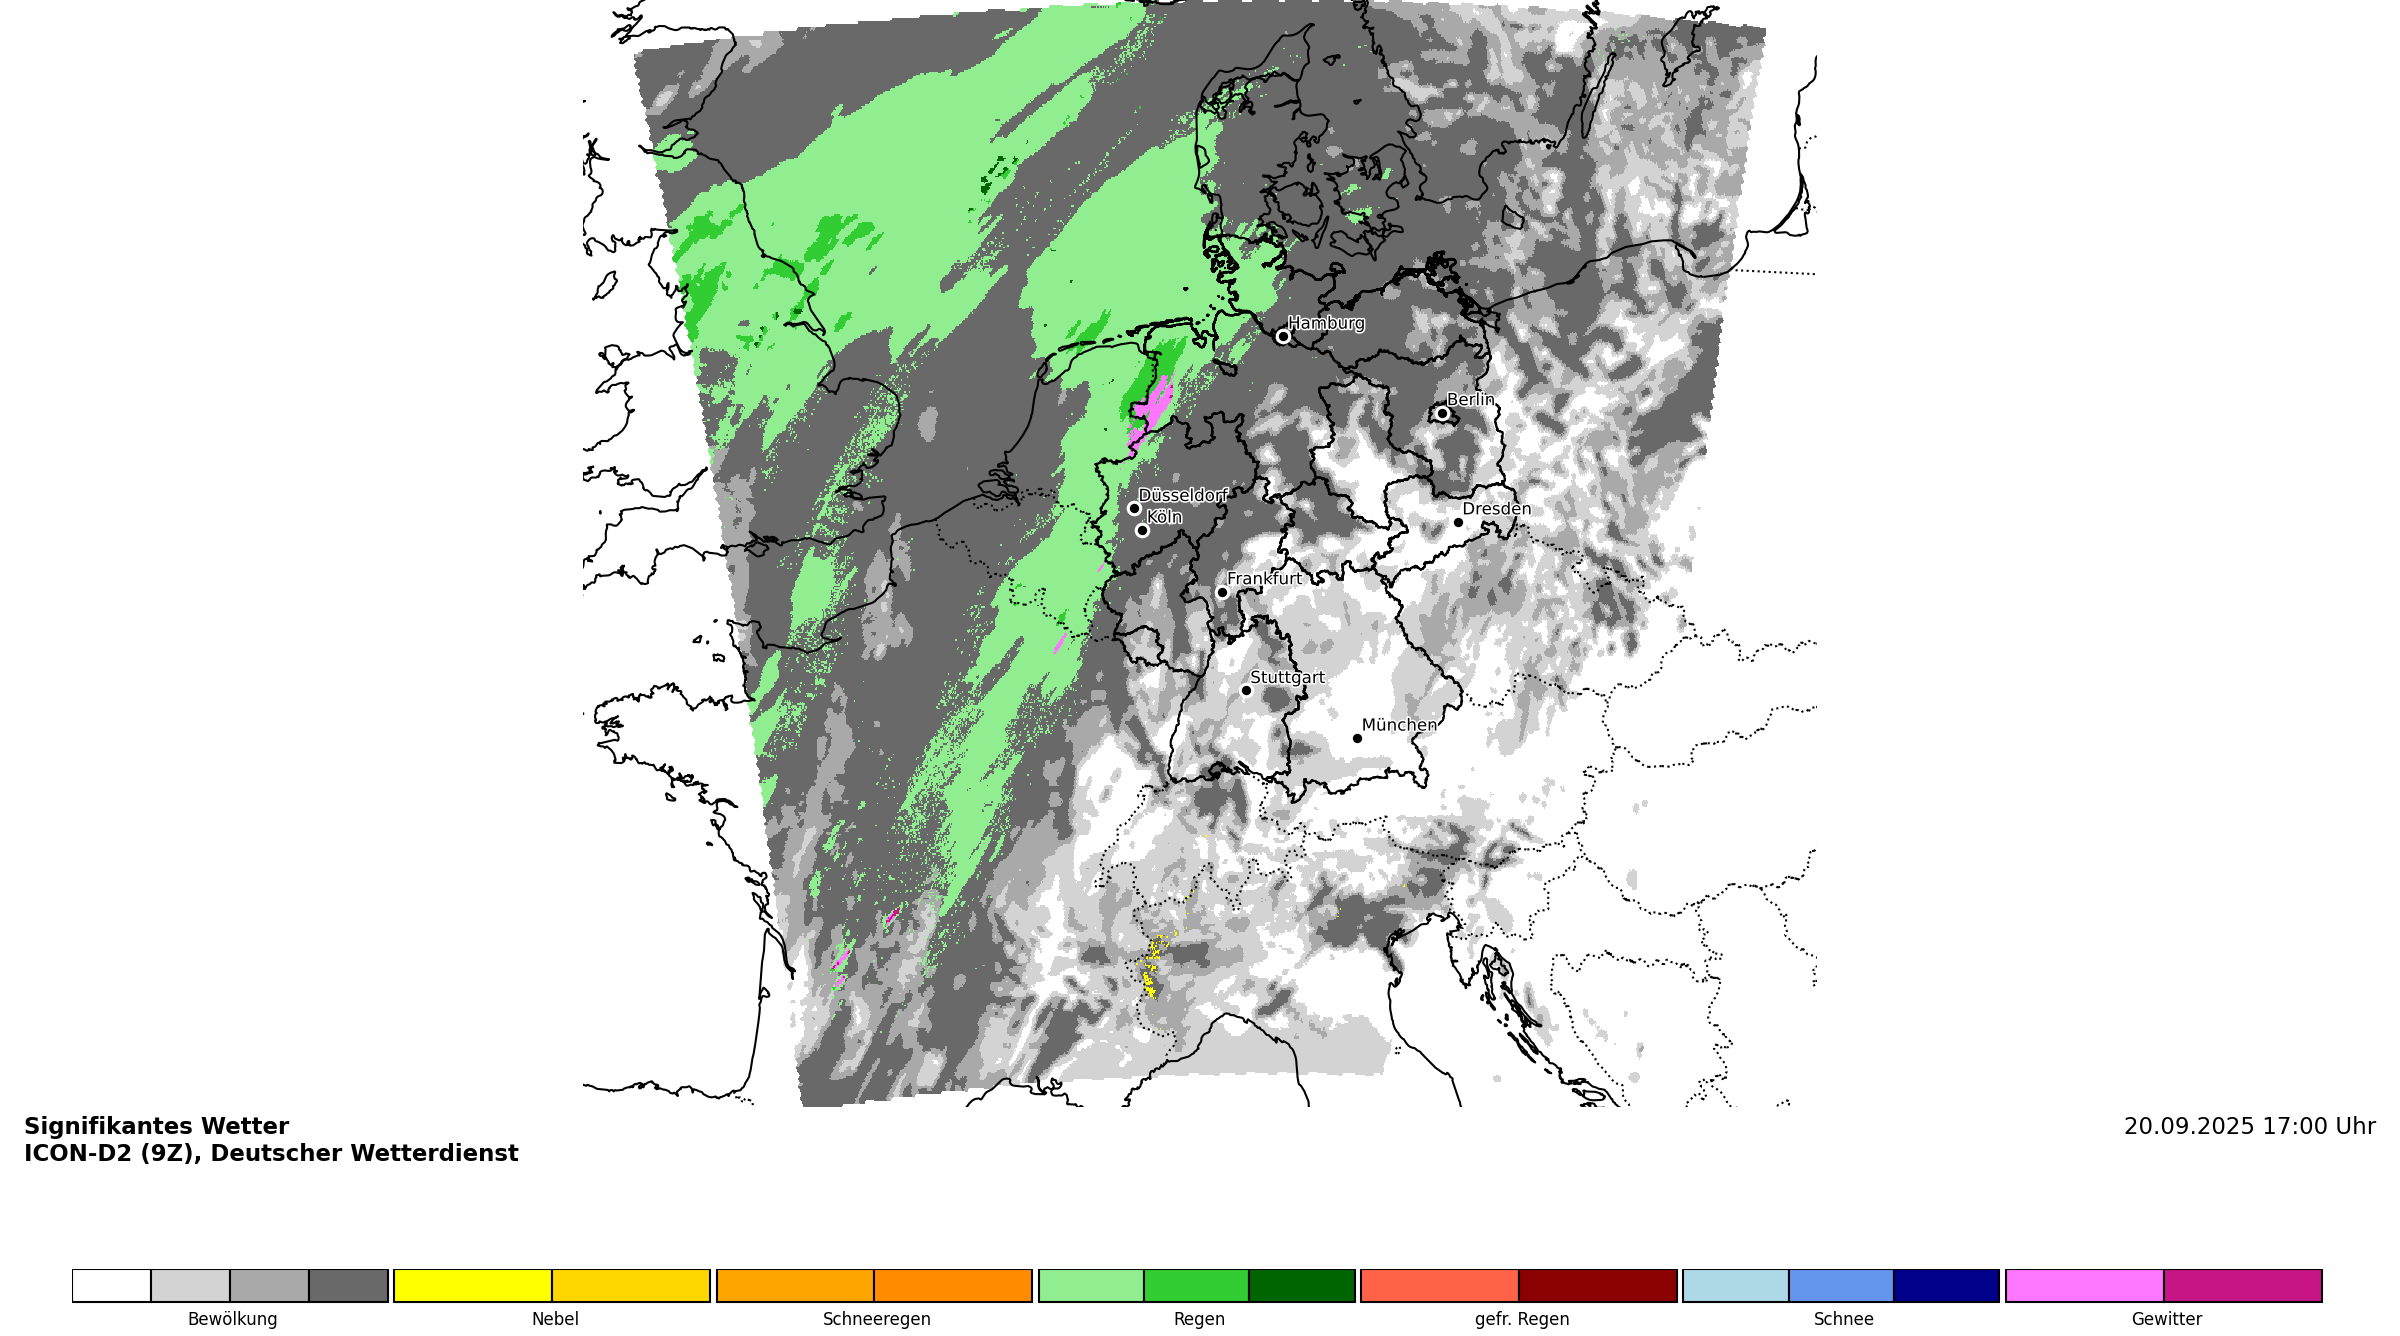 Hamburg
Berlin
Düsseldorf
Köln
Dresden
Frankfurt
Stuttgart
München
Signifikantes Wetter
ICON-D2 (9Z), Deutscher Wetterdienst
20.09.2025 17:00 Uhr
Bewölkung
Nebel
Schneeregen
Regen
gefr. Regen
Schnee
Gewitter